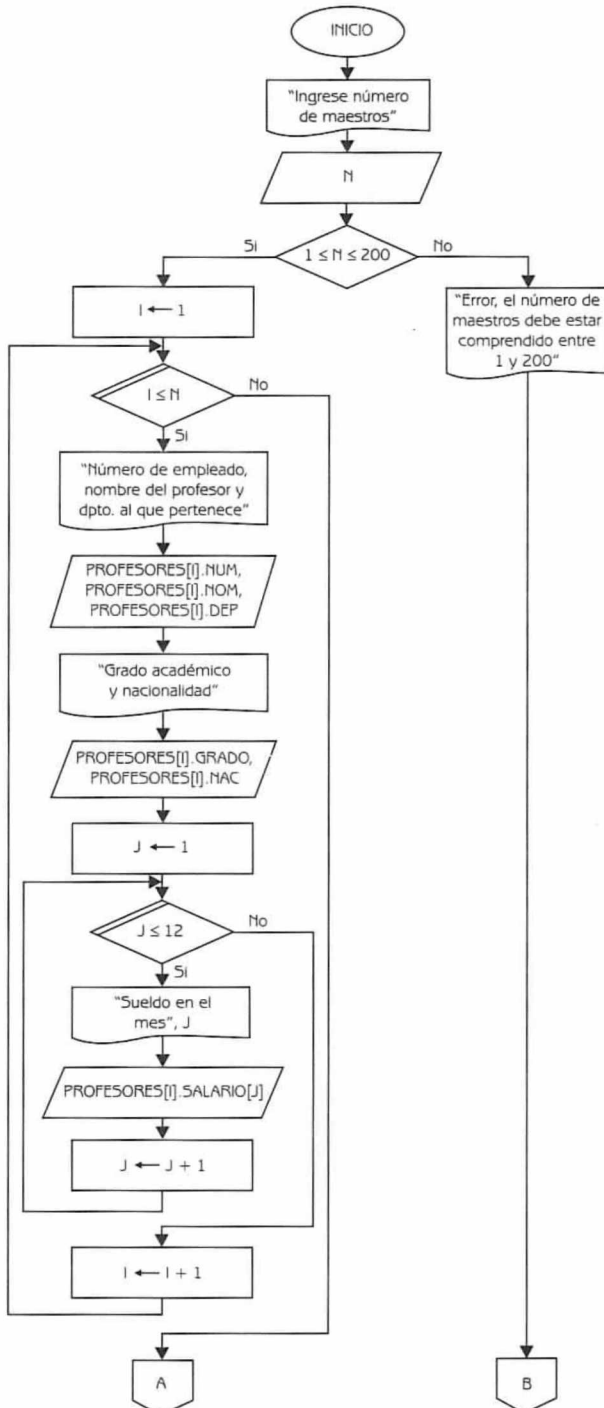 INICIO
"Ingrese número
de maestros"
N
1 ≤ N ≤ 200
Si
No
I ← 1
"Error, el número de
maestros debe estar
comprendido entre
1 y 200"
I ≤ N
No
Si
"Número de empleado,
nombre del profesor y
dpto. al que pertenece"
PROFESORES[I].NUM,
PROFESORES[I].NOM,
PROFESORES[I].DEP
"Grado académico
y nacionalidad"
PROFESORES[I].GRADO,
PROFESORES[I].NAC
J ← 1
J ≤ 12
No
Si
"Sueldo en el
mes", J
PROFESORES[I].SALARIO[J]
J ← J + 1
I ← I + 1
A
B